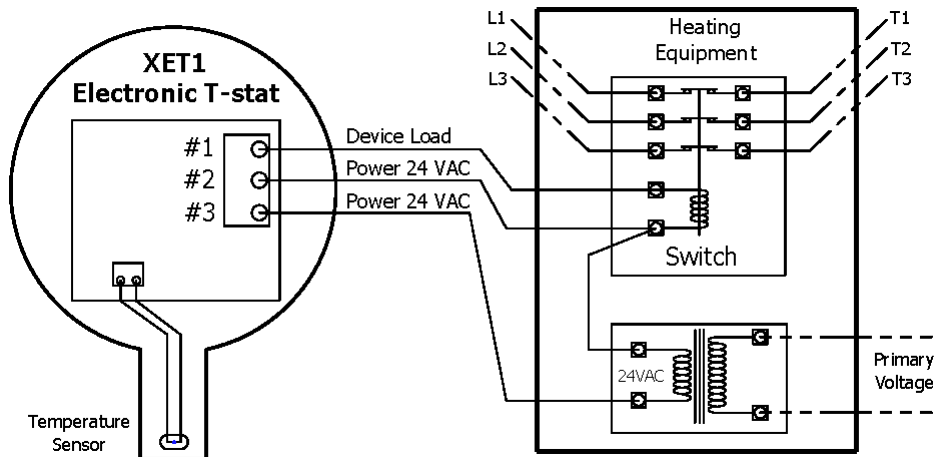 XET1
Electronic T-stat
#1
#2
#3
Temperature
Sensor
Device Load
Power 24 VAC
Power 24 VAC
L1
L2
L3
Heating
Equipment
T1
T2
T3
Switch
24VAC
Primary
Voltage